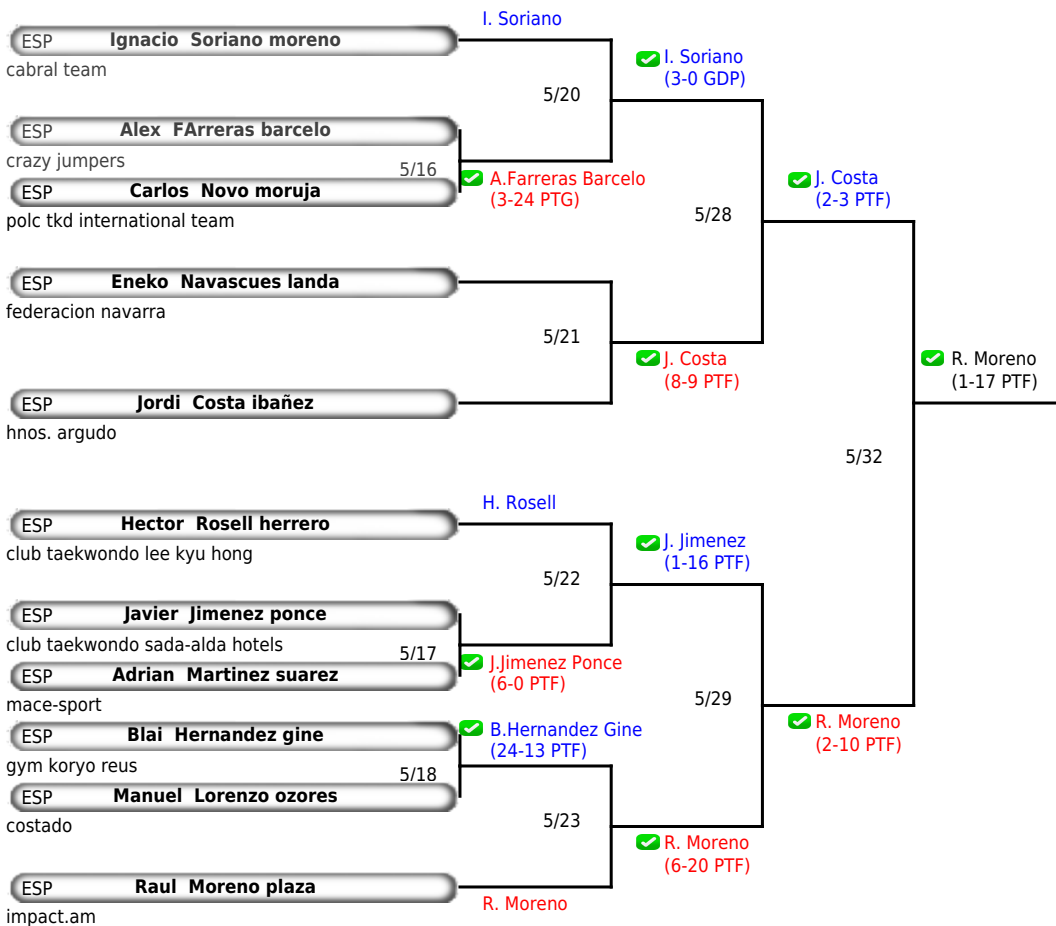 I. Soriano
ESP Ignacio Soriano moreno
cabral team
I. Soriano
(3-0 GDP)
5/20
ESP Alex FArreras barcelo
crazy jumpers
5/16
A.Farreras Barcelo
(3-24 PTG)
ESP Carlos Novo moruja
polc tkd international team
J. Costa
(2-3 PTF)
5/28
ESP Eneko Navascues landa
federacion navarra
5/21
J. Costa
(8-9 PTF)
R. Moreno
(1-17 PTF)
ESP Jordi Costa ibañez
hnos. argudo
5/32
H. Rosell
ESP Hector Rosell herrero
club taekwondo lee kyu hong
J. Jimenez
(1-16 PTF)
5/22
ESP Javier Jimenez ponce
club taekwondo sada-alda hotels
5/17
J.Jimenez Ponce
(6-0 PTF)
ESP Adrian Martinez suarez
mace-sport
5/29
R. Moreno
(2-10 PTF)
ESP Blai Hernandez gine
B.Hernandez Gine
(24-13 PTF)
gym koryo reus
5/18
ESP Manuel Lorenzo ozores
costado
5/23
R. Moreno
(6-20 PTF)
ESP Raul Moreno plaza
R. Moreno
impact.am